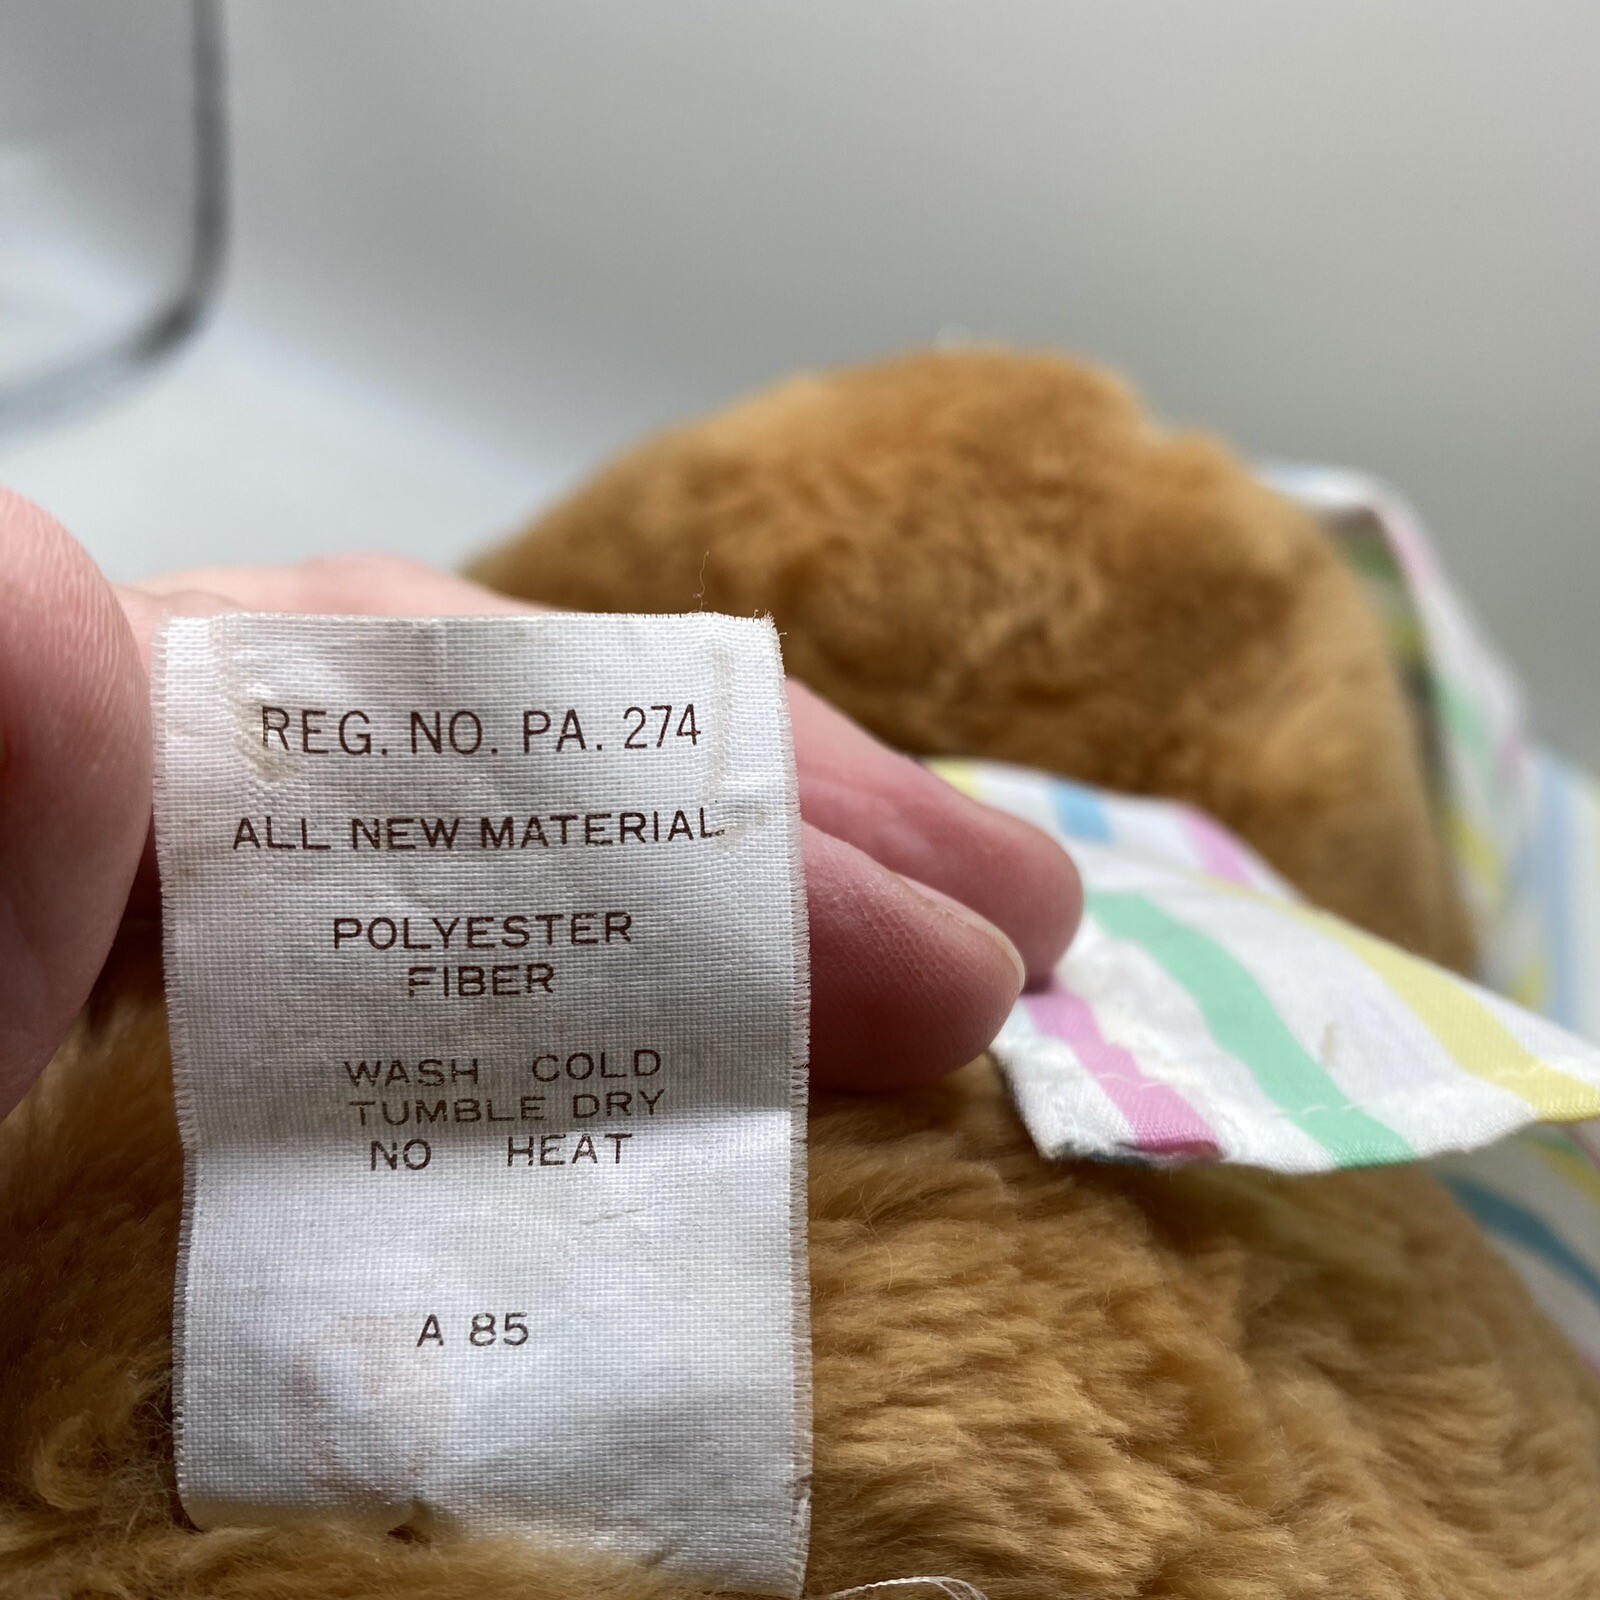 REG. NO. PA. 274
ALL NEW MATERIAL
POLYESTER
FIBER
WASH COLD
TUMBLE DRY
NO HEAT
A 85